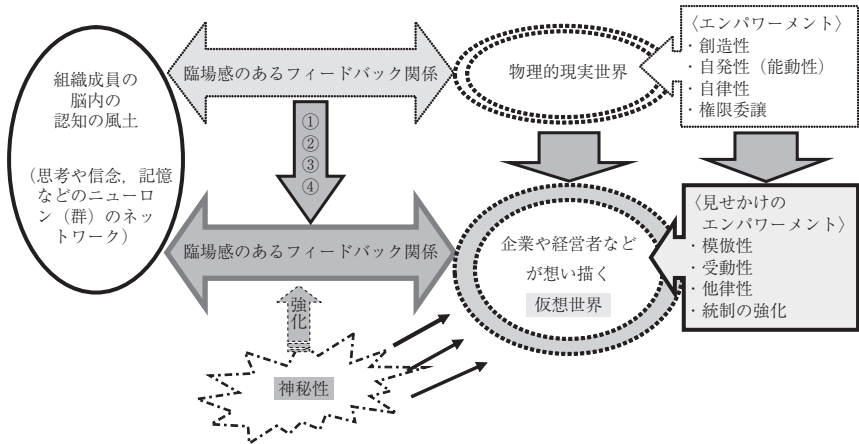 組織成員の
脳内の
認知の風土
（思考や信念，記憶
などのニューロ
ン（群）のネッ
トワーク）
臨場感のあるフィードバック関係
物理的現実世界
〈エンパワーメント〉
・創造性
・自発性（能動性）
・自律性
・権限委譲
①
②
③
④
臨場感のあるフィードバック関係
企業や経営者など
が想い描く
仮想世界
〈見せかけの
エンパワーメント〉
・模倣性
・受動性
・他律性
・統制の強化
強化
神秘性